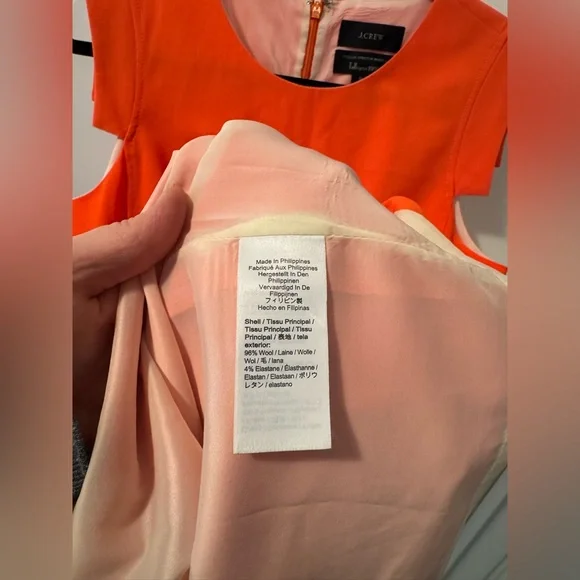 J.CREW
Made In Philippines
Fabriqué Aux Philippines
Hergestellt In Den
Philippinen
Vervaardigd In De
Filippijnen
フィリピン製
Hecho en Filipinas
Shell / Tissu Principal /
Tissu Principal / Tissu
Principal / 表地 / tela
exterior:
96% Wool / Laine / Wolle /
Wol / 毛 / lana
4% Elastane / Élasthanne /
Elastan / Elastaan / ポリウ
レタン / elastano